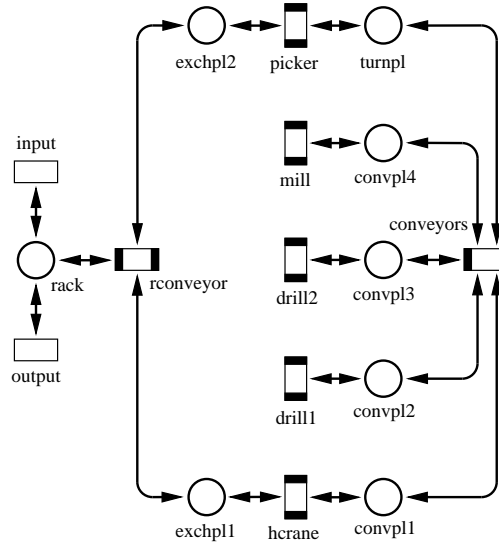 exchpl2
picker
turnpl
input
mill
convpl4
conveyors
rack
rconveyor
drill2
convpl3
output
drill1
convpl2
exchpl1
hcrane
convpl1